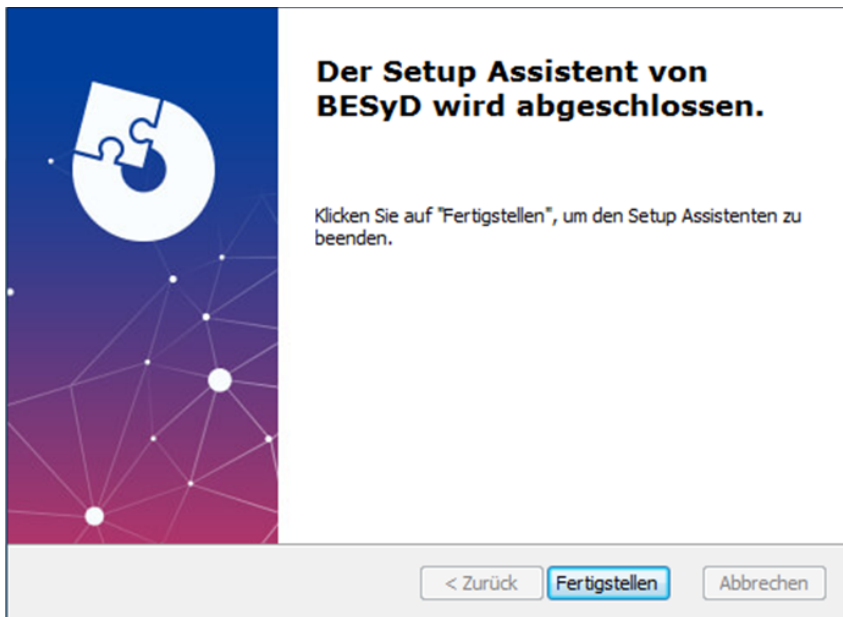 Der Setup Assistent von
BESyD wird abgeschlossen.
Klicken Sie auf "Fertigstellen", um den Setup Assistenten zu
beenden.
< Zurück Fertigstellen Abbrechen